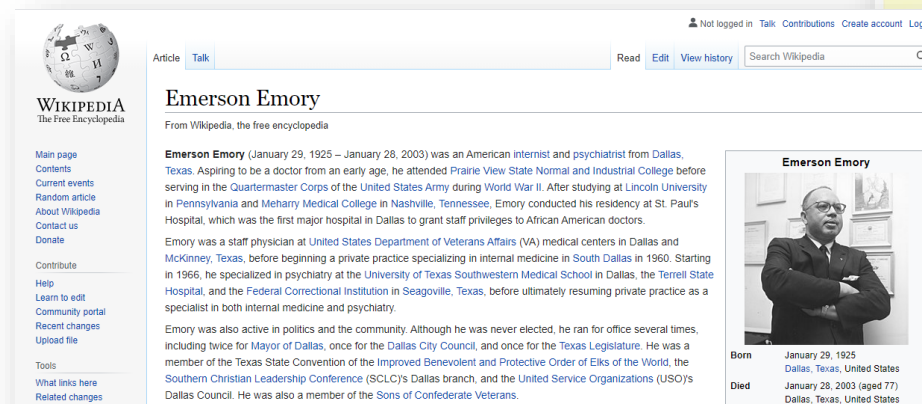 Not logged in Talk Contributions Create account Log
Article Talk Read Edit View history Search Wikipedia
WIKIPEDIA
The Free Encyclopedia
Main page
Contents
Current events
Random article
About Wikipedia
Contact us
Donate
Contribute
Help
Learn to edit
Community portal
Recent changes
Upload file
Tools
What links here
Related changes
Emerson Emory
From Wikipedia, the free encyclopedia
Emerson Emory (January 29, 1925 – January 28, 2003) was an American internist and psychiatrist from Dallas,
Texas. Aspiring to be a doctor from an early age, he attended Prairie View State Normal and Industrial College before
serving in the Quartermaster Corps of the United States Army during World War II. After studying at Lincoln University
in Pennsylvania and Meharry Medical College in Nashville, Tennessee, Emory conducted his residency at St. Paul's
Hospital, which was the first major hospital in Dallas to grant staff privileges to African American doctors.
Emory was a staff physician at United States Department of Veterans Affairs (VA) medical centers in Dallas and
McKinney, Texas, before beginning a private practice specializing in internal medicine in South Dallas in 1960. Starting
in 1966, he specialized in psychiatry at the University of Texas Southwestern Medical School in Dallas, the Terrell State
Hospital, and the Federal Correctional Institution in Seagoville, Texas, before ultimately resuming private practice as a
specialist in both internal medicine and psychiatry.
Emory was also active in politics and the community. Although he was never elected, he ran for office several times,
including twice for Mayor of Dallas, once for the Dallas City Council, and once for the Texas Legislature. He was a
member of the Texas State Convention of the Improved Benevolent and Protective Order of Elks of the World, the
Southern Christian Leadership Conference (SCLC)'s Dallas branch, and the United Service Organizations (USO)'s
Dallas Council. He was also a member of the Sons of Confederate Veterans.
Emerson Emory
Born January 29, 1925
Dallas, Texas, United States
Died January 28, 2003 (aged 77)
Dallas, Texas, United States